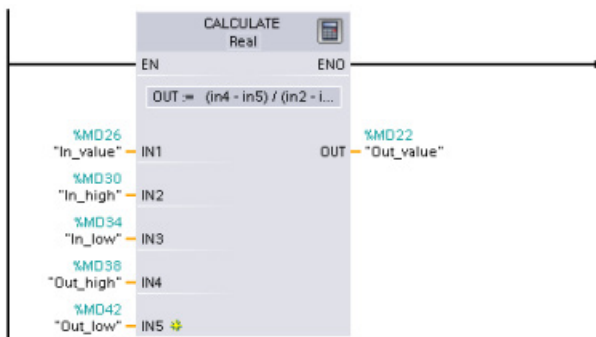 CALCULATE
Real
EN ENO
OUT := (in4 - in5) / (in2 - i...
%MD26 %MD22
"In_value" IN1 OUT "Out_value"
%MD30
"In_high" IN2
%MD34
"In_low" IN3
%MD38
"Out_high" IN4
%MD42
"Out_low" IN5